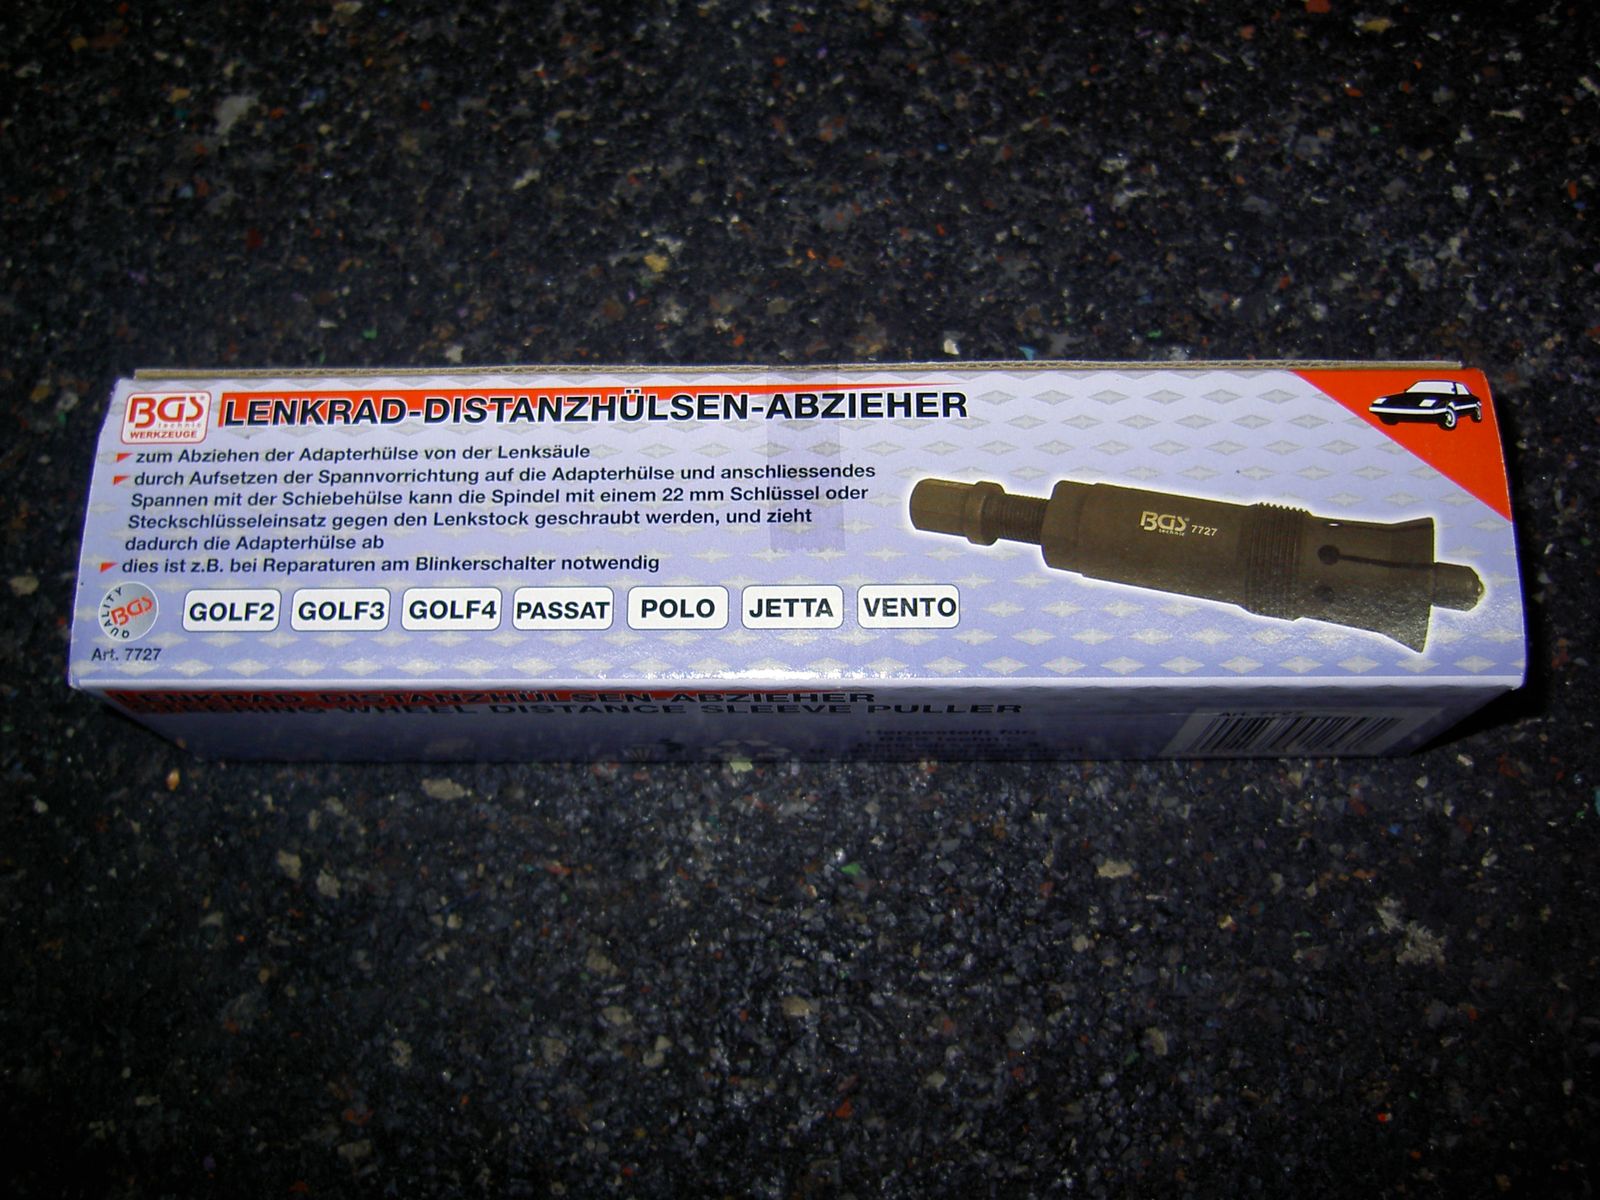 BGS
technic
WERKZEUGE
LENKRAD-DISTANZHÜLSEN-ABZIEHER
zum Abziehen der Adapterhülse von der Lenksäule
durch Aufsetzen der Spannvorrichtung auf die Adapterhülse und anschliessendes
Spannen mit der Schiebehülse kann die Spindel mit einem 22 mm Schlüssel oder
Steckschlüsseleinsatz gegen den Lenkstock geschraubt werden, und zieht
dadurch die Adapterhülse ab
dies ist z.B. bei Reparaturen am Blinkerschalter notwendig
BGS technic 7727
QUALITY BGS
GOLF2 GOLF3 GOLF4 PASSAT POLO JETTA VENTO
Art. 7727
LENKRAD-DISTANZHÜLSEN-ABZIEHER
STEERING WHEEL DISTANCE SLEEVE PULLER
Hergestellt für: